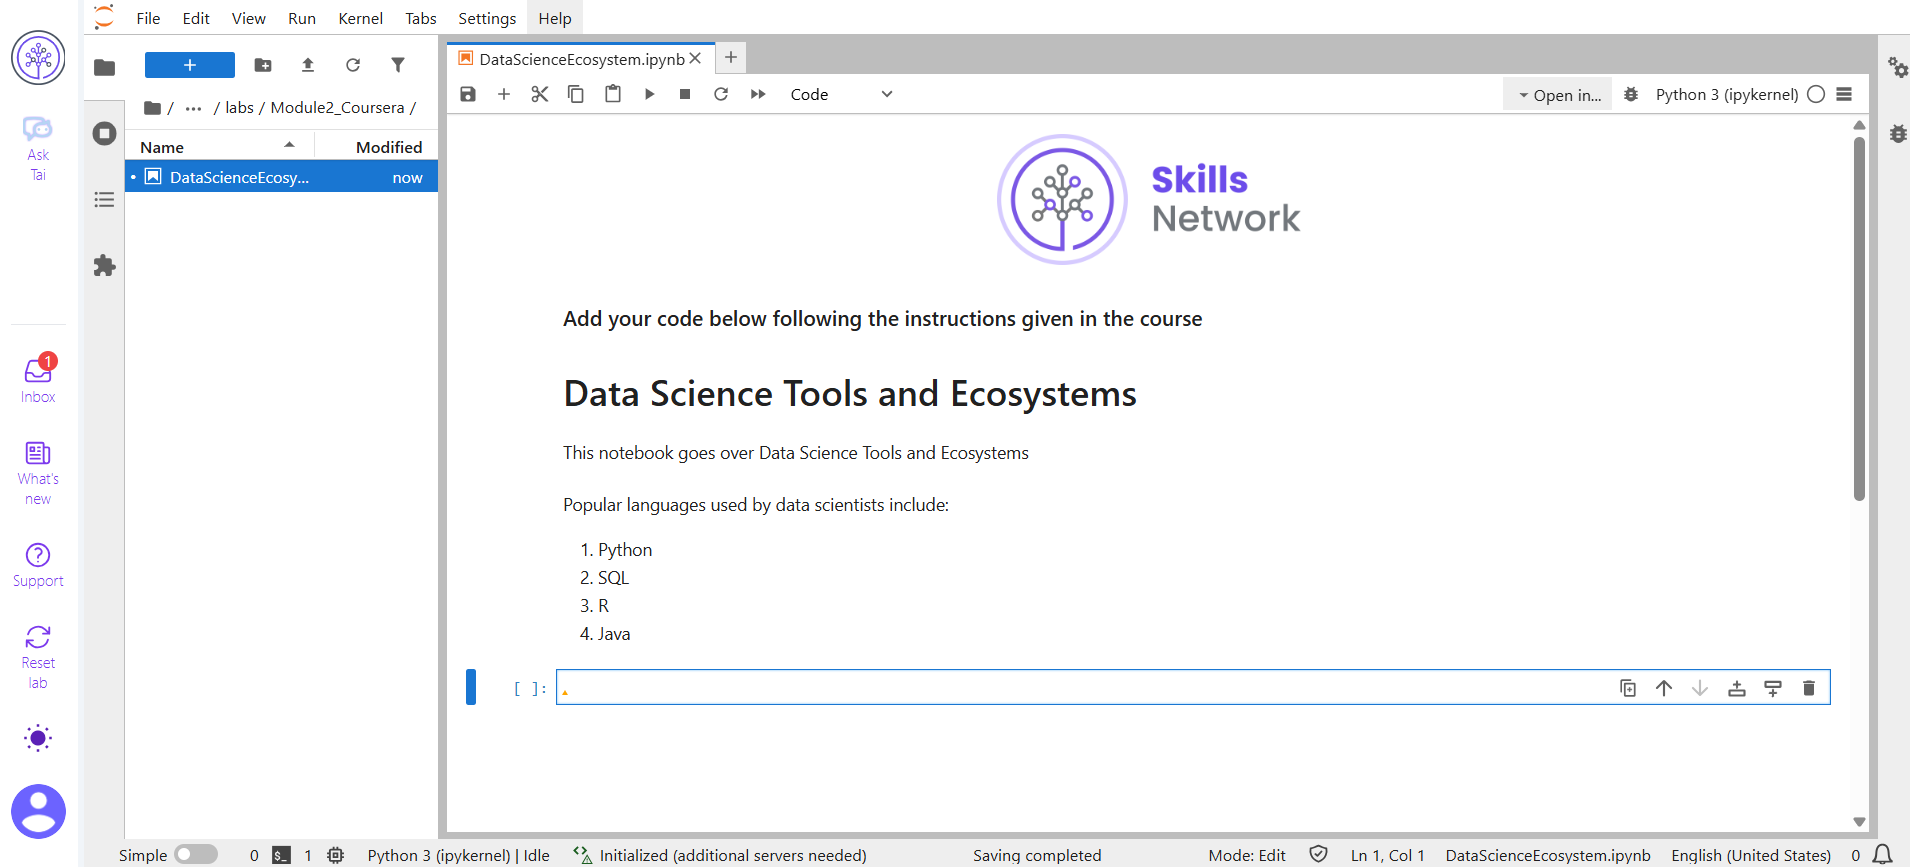 File Edit View Run Kernel Tabs Settings Help
Ask
Tai
Inbox
1
What's
new
Support
Reset
lab
+
/ ··· / labs / Module2_Coursera /
Name Modified
• DataScienceEcosy... now
DataScienceEcosystem.ipynb
Code
Open in...
Python 3 (ipykernel)
Skills
Network
Add your code below following the instructions given in the course
Data Science Tools and Ecosystems
This notebook goes over Data Science Tools and Ecosystems
Popular languages used by data scientists include:
1. Python
2. SQL
3. R
4. Java
[ ]:
Simple 0 $_ 1 Python 3 (ipykernel) | Idle Initialized (additional servers needed) Saving completed Mode: Edit Ln 1, Col 1 DataScienceEcosystem.ipynb English (United States) 0